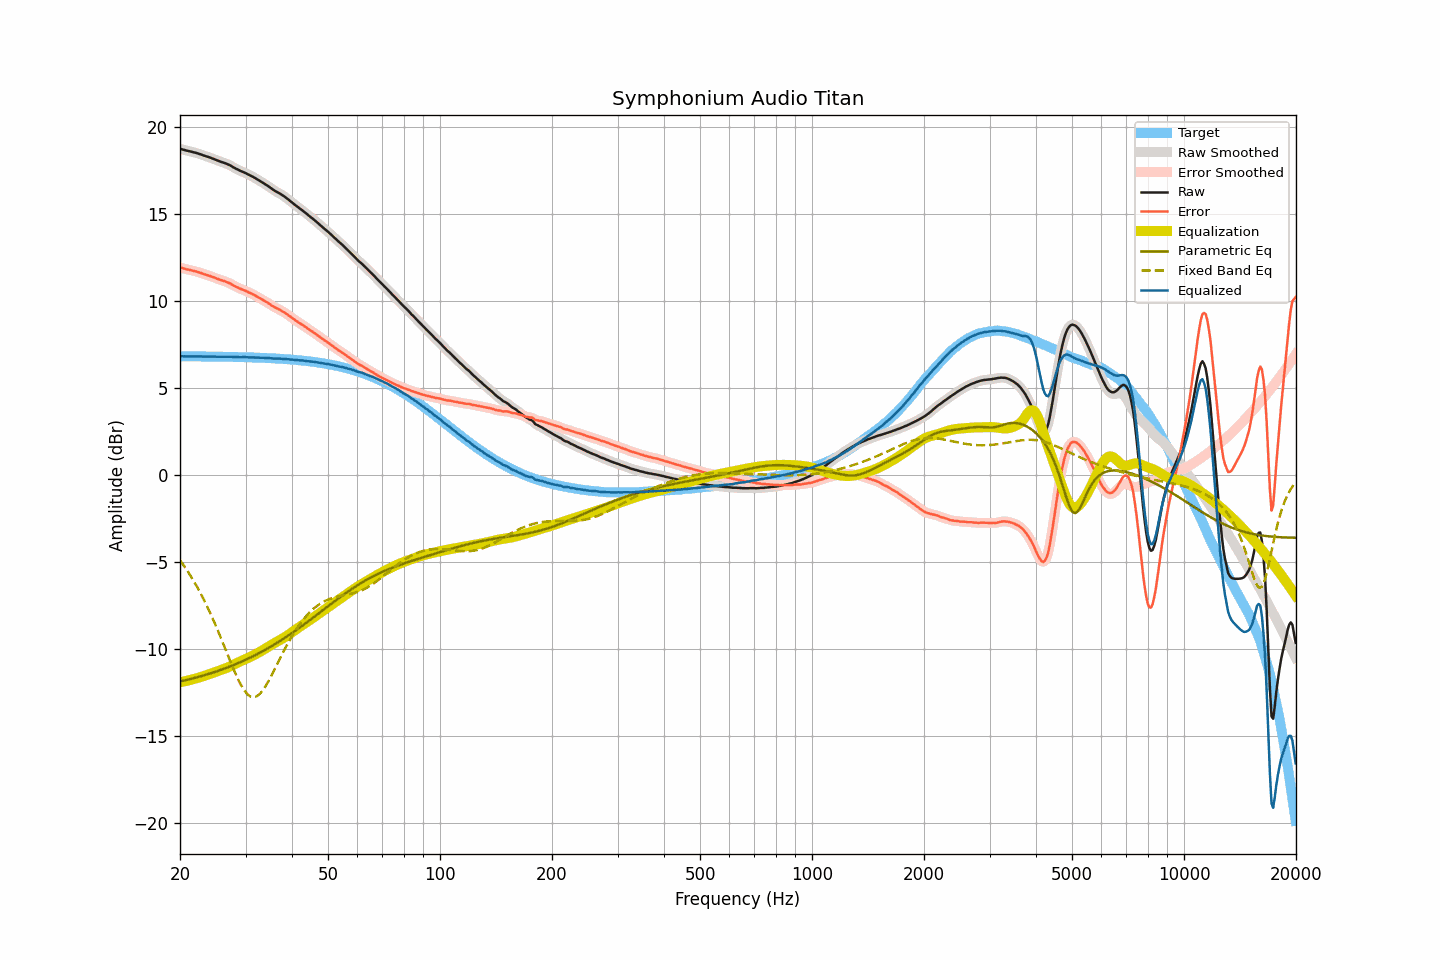 Symphonium Audio Titan
Target
Raw Smoothed
Error Smoothed
Raw
Error
Equalization
Parametric Eq
Fixed Band Eq
Equalized
Amplitude (dBr)
20
15
10
5
0
−5
−10
−15
−20
20 50 100 200 500 1000 2000 5000 10000 20000
Frequency (Hz)